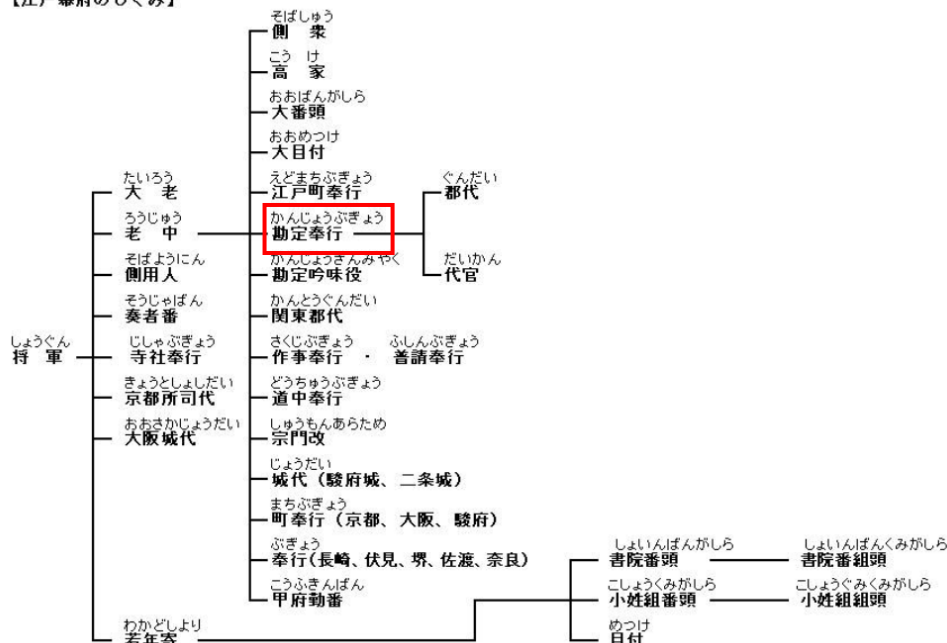 【江戸幕府のしくみ】
そばしゅう
側 衆
こう け
高 家
おおばんがしら
大番頭
おおめつけ
大目付
たいろう
大 老
えどまちぶぎょう
江戸町奉行
ぐんだい
郡代
ろうじゅう
老 中
かんじょうぶぎょう
勘定奉行
そばようにん
側用人
かんじょうぎんみやく
勘定吟味役
だいかん
代官
そうじゃばん
奏者番
かんとうぐんだい
関東郡代
しょうぐん
将 軍
じしゃぶぎょう
寺社奉行
さくじぶぎょう ふしんぶぎょう
作事奉行 ・ 普請奉行
きょうとしょしだい
京都所司代
どうちゅうぶぎょう
道中奉行
おおさかじょうだい
大阪城代
しゅうもんあらため
宗門改
じょうだい
城代（駿府城、二条城）
まちぶぎょう
町奉行（京都、大阪、駿府）
ぶぎょう
奉行(長崎、伏見、堺、佐渡、奈良)
しょいんばんがしら
書院番頭
しょいんばんくみがしら
書院番組頭
こうふきんばん
甲府勤番
こしょうくみがしら
小姓組番頭
こしょうぐみくみがしら
小姓組組頭
わかどしより
若年寄
めつけ
目付